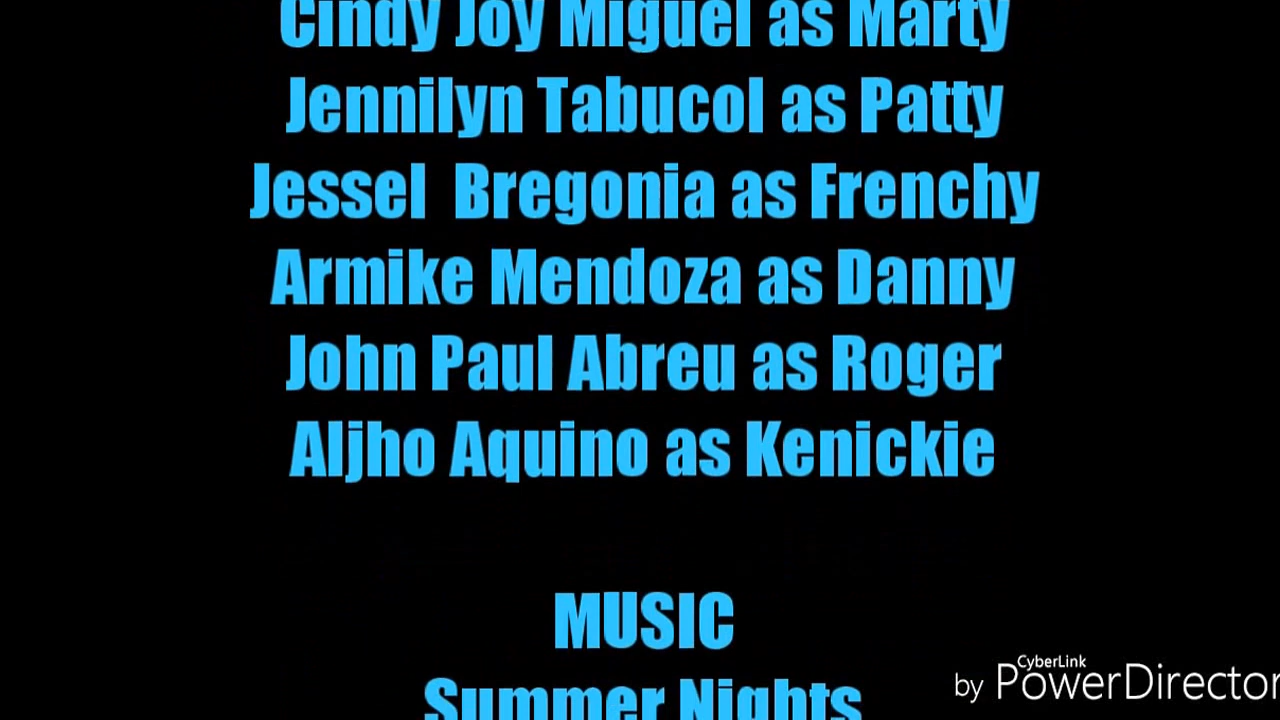 Cindy Joy Miguel as Marty
Jennilyn Tabucol as Patty
Jessel  Bregonia as Frenchy
Armike Mendoza as Danny
John Paul Abreu as Roger
Aljho Aquino as Kenickie
MUSIC
Summer Nights
CyberLink
by PowerDirector